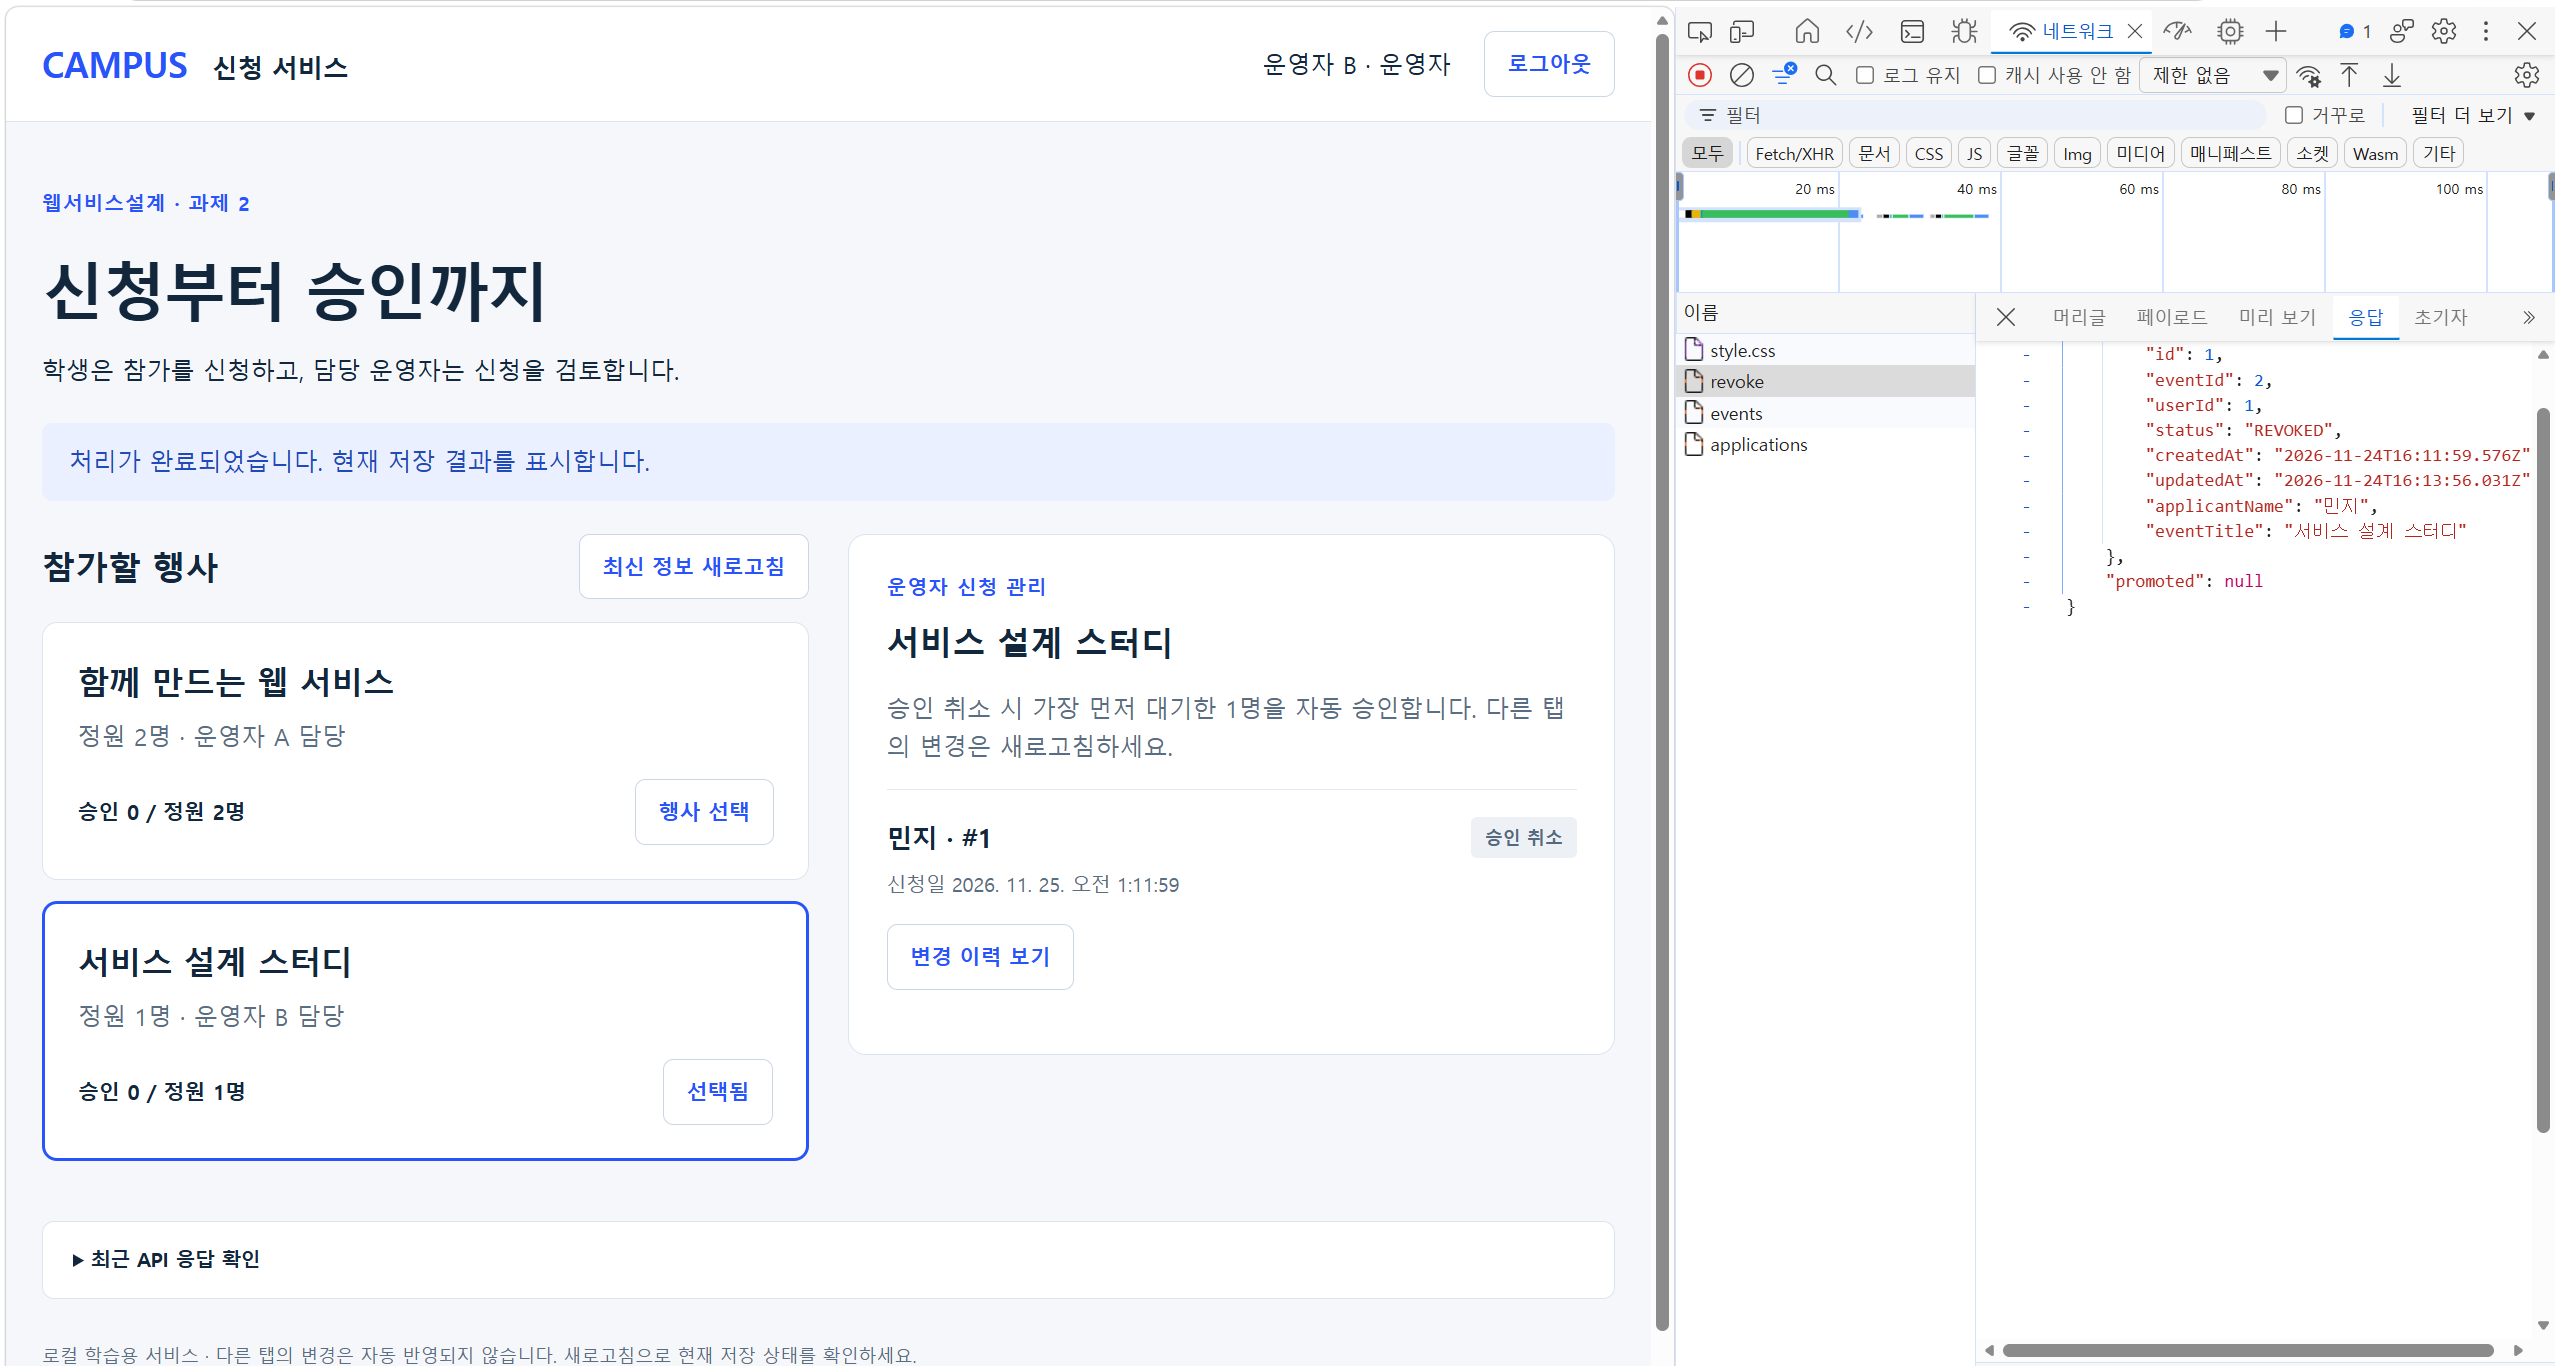 CAMPUS 신청 서비스
운영자 B · 운영자
로그아웃
웹서비스설계 · 과제 2
신청부터 승인까지
학생은 참가를 신청하고, 담당 운영자는 신청을 검토합니다.
처리가 완료되었습니다. 현재 저장 결과를 표시합니다.
참가할 행사
최신 정보 새로고침
함께 만드는 웹 서비스
정원 2명 · 운영자 A 담당
승인 0 / 정원 2명
행사 선택
서비스 설계 스터디
정원 1명 · 운영자 B 담당
승인 0 / 정원 1명
선택됨
운영자 신청 관리
서비스 설계 스터디
승인 취소 시 가장 먼저 대기한 1명을 자동 승인합니다. 다른 탭
의 변경은 새로고침하세요.
민지 · #1
승인 취소
신청일 2026. 11. 25. 오전 1:11:59
변경 이력 보기
▶ 최근 API 응답 확인
로컬 학습용 서비스 · 다른 탭의 변경은 자동 반영되지 않습니다. 새로고침으로 현재 저장 상태를 확인하세요.
네트워크
1
로그 유지
캐시 사용 안 함
제한 없음
필터
거꾸로
필터 더 보기
모두
Fetch/XHR
문서
CSS
JS
글꼴
Img
미디어
매니페스트
소켓
Wasm
기타
20 ms
40 ms
60 ms
80 ms
100 ms
이름
style.css
revoke
events
applications
머리글
페이로드
미리 보기
응답
초기자
- "id": 1,
- "eventId": 2,
- "userId": 1,
- "status": "REVOKED",
- "createdAt": "2026-11-24T16:11:59.576Z"
- "updatedAt": "2026-11-24T16:13:56.031Z"
- "applicantName": "민지",
- "eventTitle": "서비스 설계 스터디"
- },
- "promoted": null
- }